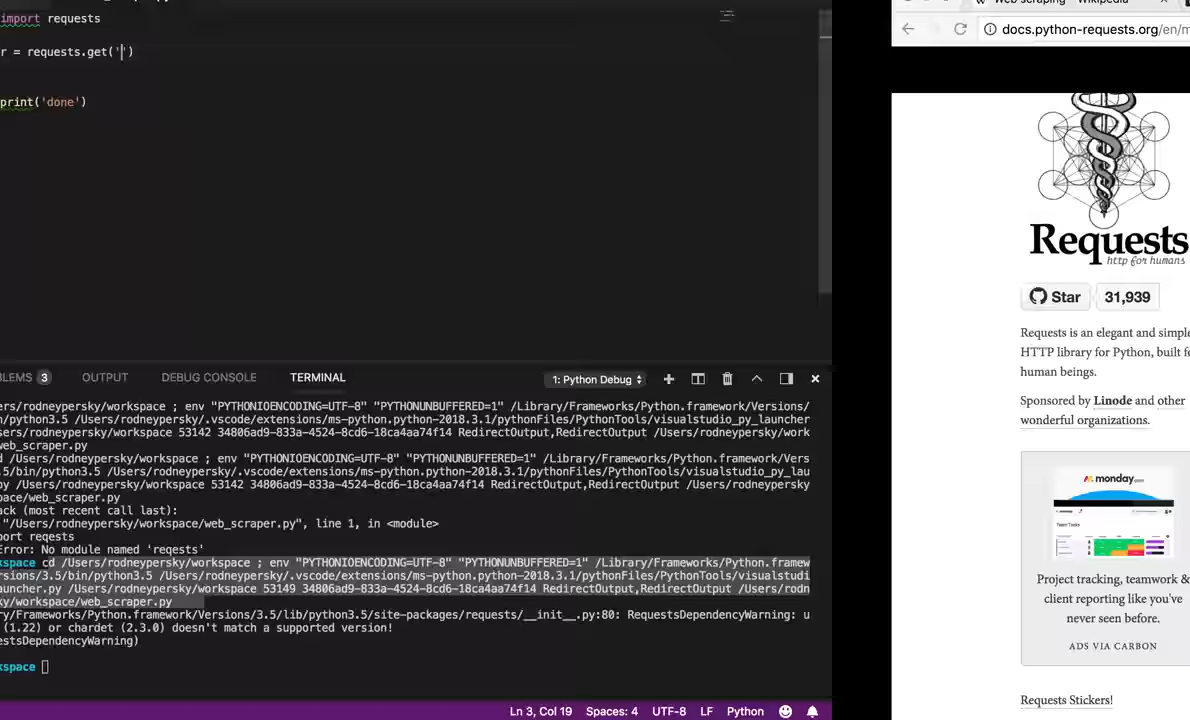 import requests
r = requests.get('')
print('done')
BLEMS 3 OUTPUT DEBUG CONSOLE TERMINAL 1: Python Debug
ers/rodneypersky/workspace ; env "PYTHONIOENCODING=UTF-8" "PYTHONUNBUFFERED=1" /Library/Frameworks/Python.framework/Versions/
n/python3.5 /Users/rodneypersky/.vscode/extensions/ms-python.python-2018.3.1/pythonFiles/PythonTools/visualstudio_py_launcher
sers/rodneypersky/workspace 53142 34806ad9-833a-4524-8cd6-18ca4aa74f14 RedirectOutput,RedirectOutput /Users/rodneypersky/work
web_scraper.py
d /Users/rodneypersky/workspace ; env "PYTHONIOENCODING=UTF-8" "PYTHONUNBUFFERED=1" /Library/Frameworks/Python.framework/Vers
.5/bin/python3.5 /Users/rodneypersky/.vscode/extensions/ms-python.python-2018.3.1/pythonFiles/PythonTools/visualstudio_py_lau
py /Users/rodneypersky/workspace 53142 34806ad9-833a-4524-8cd6-18ca4aa74f14 RedirectOutput,RedirectOutput /Users/rodneypersky
pace/web_scraper.py
ack (most recent call last):
"/Users/rodneypersky/workspace/web_scraper.py", line 1, in <module>
port reqests
Error: No module named 'reqests'
kspace cd /Users/rodneypersky/workspace ; env "PYTHONIOENCODING=UTF-8" "PYTHONUNBUFFERED=1" /Library/Frameworks/Python.framew
ersions/3.5/bin/python3.5 /Users/rodneypersky/.vscode/extensions/ms-python.python-2018.3.1/pythonFiles/PythonTools/visualstudi
auncher.py /Users/rodneypersky/workspace 53149 34806ad9-833a-4524-8cd6-18ca4aa74f14 RedirectOutput,RedirectOutput /Users/rodn
ky/workspace/web_scraper.py
ry/Frameworks/Python.framework/Versions/3.5/lib/python3.5/site-packages/requests/__init__.py:80: RequestsDependencyWarning: u
(1.22) or chardet (2.3.0) doesn't match a supported version!
estsDependencyWarning)
kspace
Ln 3, Col 19 Spaces: 4 UTF-8 LF Python
Web scraping - Wikipedia
docs.python-requests.org/en/m
Requests
http for humans
Star 31,939
Requests is an elegant and simple
HTTP library for Python, built fo
human beings.
Sponsored by Linode and other
wonderful organizations.
monday.com
Team Tasks
Project tracking, teamwork &
client reporting like you've
never seen before.
ADS VIA CARBON
Requests Stickers!